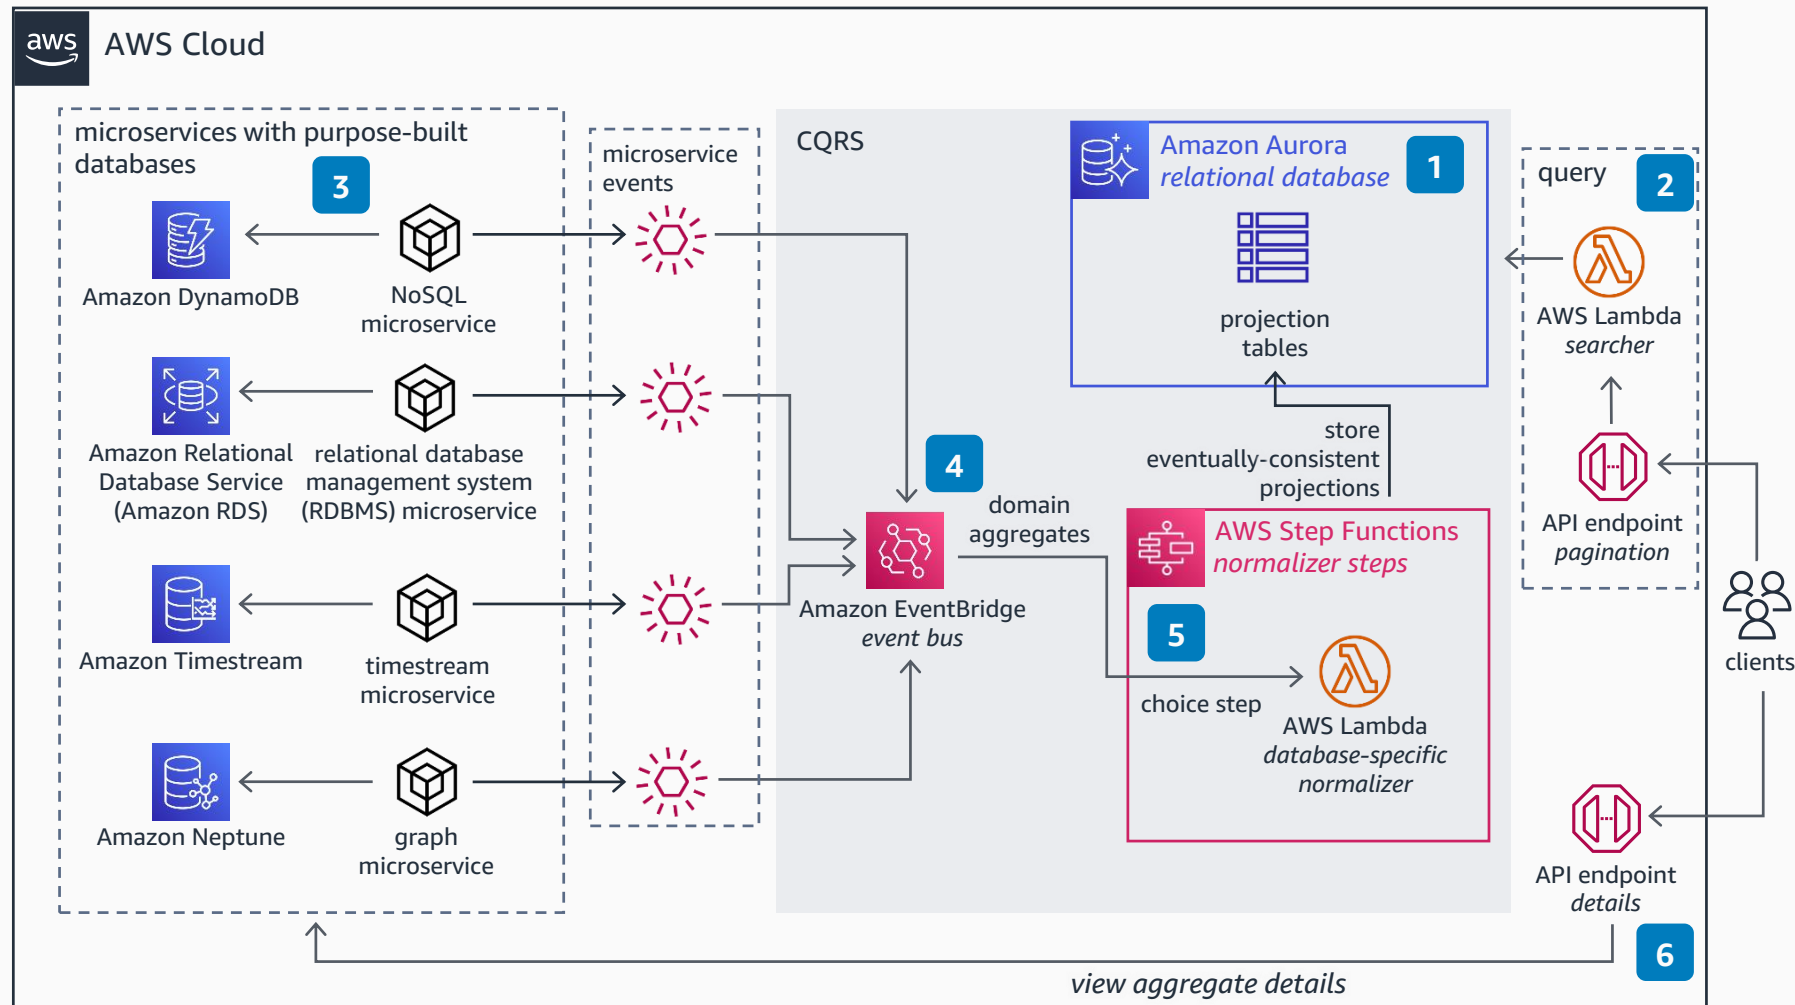 aws
AWS Cloud
microservices with purpose-built
databases
3
Amazon DynamoDB
NoSQL
microservice
Amazon Relational
Database Service
(Amazon RDS)
relational database
management system
(RDBMS) microservice
Amazon Timestream
timestream
microservice
Amazon Neptune
graph
microservice
microservice
events
CQRS
4
Amazon EventBridge
event bus
domain
aggregates
Amazon Aurora
relational database
1
projection
tables
store
eventually-consistent
projections
AWS Step Functions
normalizer steps
5
choice step
AWS Lambda
database-specific
normalizer
query
2
AWS Lambda
searcher
API endpoint
pagination
clients
API endpoint
details
6
view aggregate details